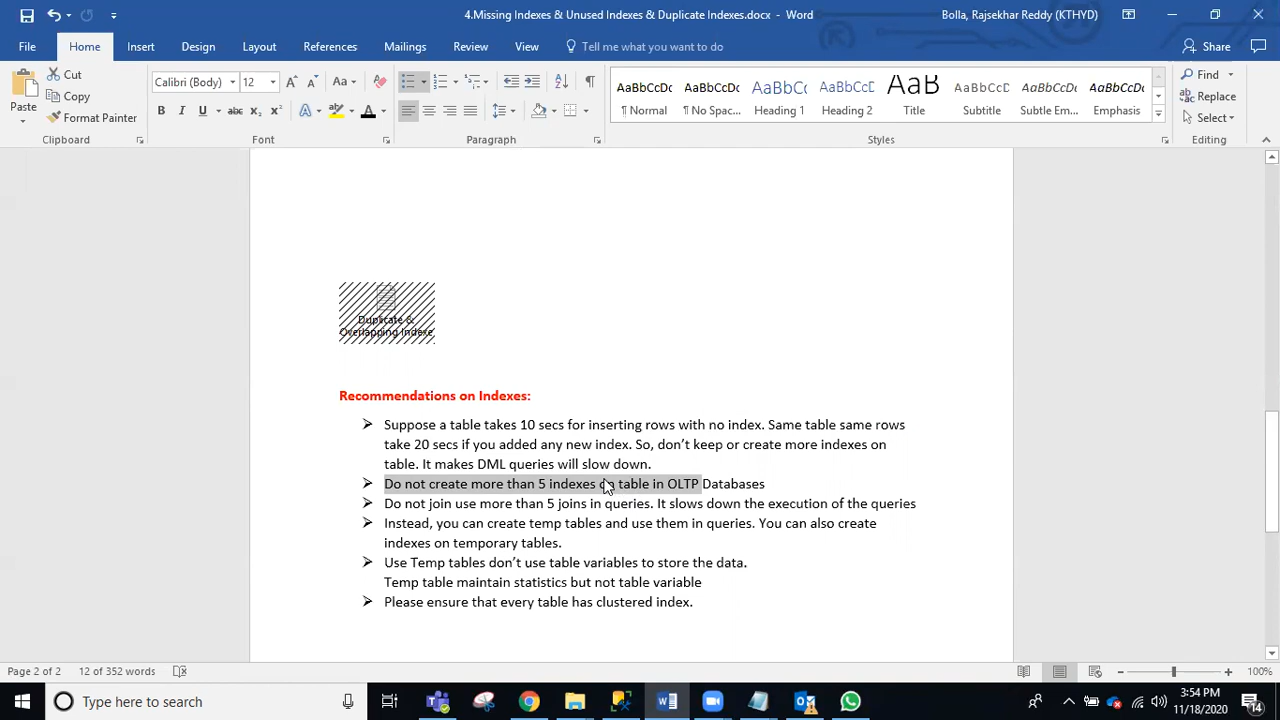 4.Missing Indexes & Unused Indexes & Duplicate Indexes.docx - Word
Bolla, Rajsekhar Reddy (KTHYD)
File Home Insert Design Layout References Mailings Review View Tell me what you want to do Share
Paste
Cut
Copy
Format Painter
Clipboard
Calibri (Body) 12
Font
Paragraph
AaBbCcDc AaBbCcDc AaBbCc AaBbCcD AaB AaBbCcD AaBbCcDc AaBbCcDc
¶ Normal ¶ No Spac... Heading 1 Heading 2 Title Subtitle Subtle Em... Emphasis
Styles
Find
Replace
Select
Editing
Duplicate &
Overlapping Indexe
Recommendations on Indexes:
Suppose a table takes 10 secs for inserting rows with no index. Same table same rows
take 20 secs if you added any new index. So, don’t keep or create more indexes on
table. It makes DML queries will slow down.
Do not create more than 5 indexes on table in OLTP Databases
Do not join use more than 5 joins in queries. It slows down the execution of the queries
Instead, you can create temp tables and use them in queries. You can also create
indexes on temporary tables.
Use Temp tables don’t use table variables to store the data.
Temp table maintain statistics but not table variable
Please ensure that every table has clustered index.
Page 2 of 2 12 of 352 words 100%
Type here to search
3:54 PM
11/18/2020
14